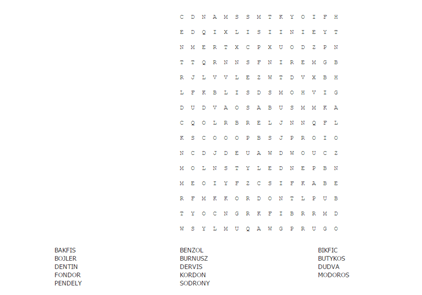 C D N A M S S M T K Y O I F H
E D Q I X L I S I I N I E Y T
N M E R T X C P X U O D Z P N
T T Q R N N S F N I R E M G B
R J L V V L E Z W T D V X B H
L F K B L I S D S M O H V I G
D U D V A O S A B U S M M K A
C Q O L R B R E L J N N Q F L
K S C O O O P B S J P R O I O
N C D J D E U A W D W O U C Z
M O L N S T Y L E D N E P B N
M E O I Y F Z C S I F K A B E
R F M K K O R D O N T L P U B
T Y O C N G R K F I B R R M D
W S Y L M U Q A W G P R U G O
BAKFIS BENZOL BIKFIC
BOJLER BURNUSZ BUTYKOS
DENTIN DERVIS DUDVA
FONDOR KORDON MODOROS
PENDELY SODRONY